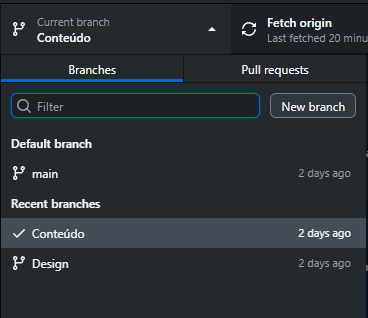 Current branch
Conteúdo
Fetch origin
Last fetched 20 minu
Branches
Pull requests
Filter
New branch
Default branch
main 2 days ago
Recent branches
Conteúdo 2 days ago
Design 2 days ago